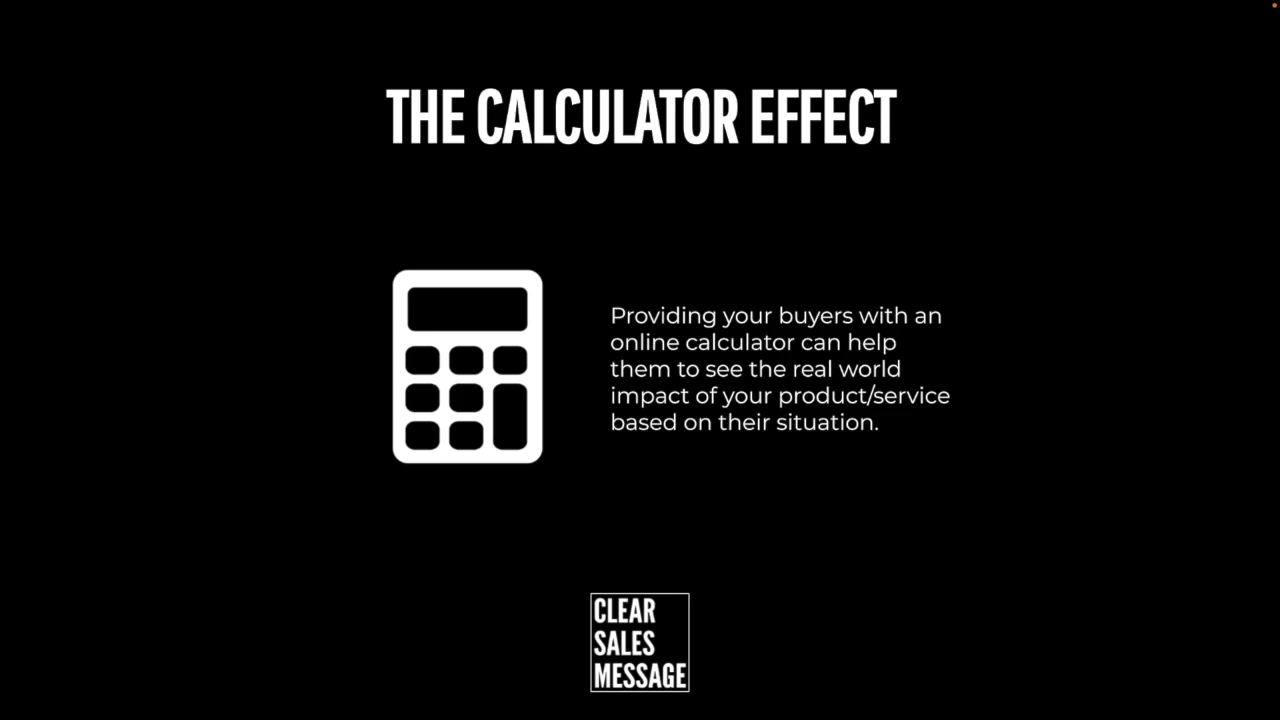 THE CALCULATOR EFFECT
Providing your buyers with an
online calculator can help
them to see the real world
impact of your product/service
based on their situation.
CLEAR
SALES
MESSAGE